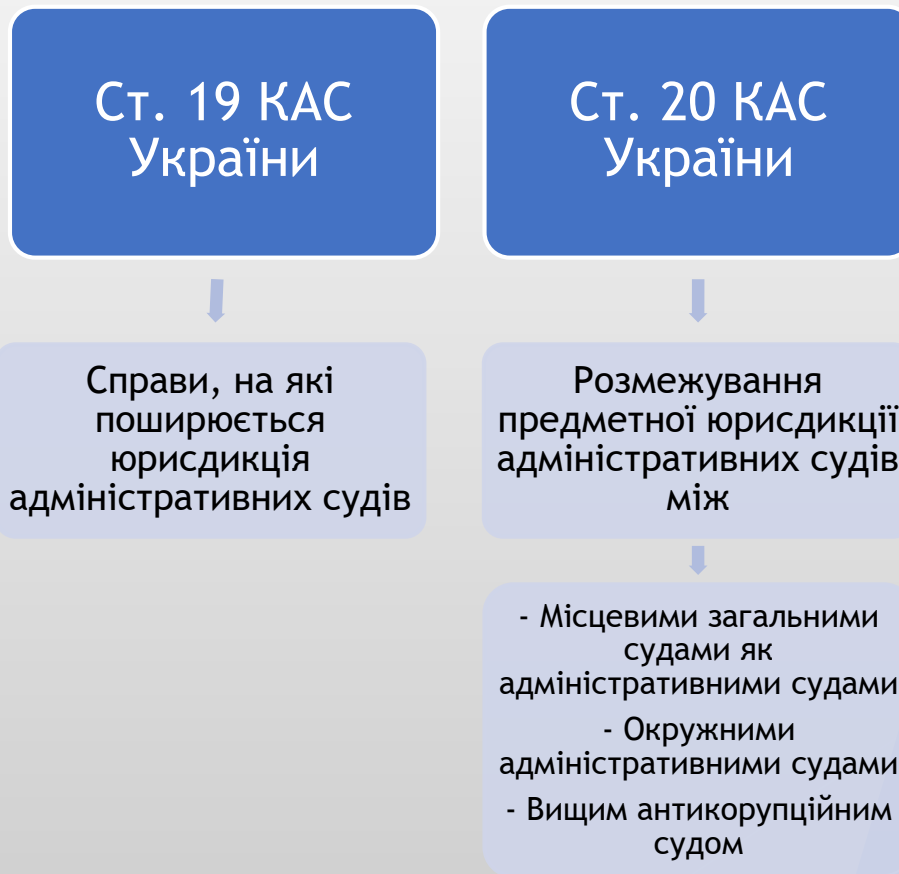 Ст. 19 КАС
України
Справи, на які
поширюється
юрисдикція
адміністративних судів
Ст. 20 КАС
України
Розмежування
предметної юрисдикції
адміністративних судів
між
- Місцевими загальними
судами як
адміністративними судами
- Окружними
адміністративними судами
- Вищим антикорупційним
судом